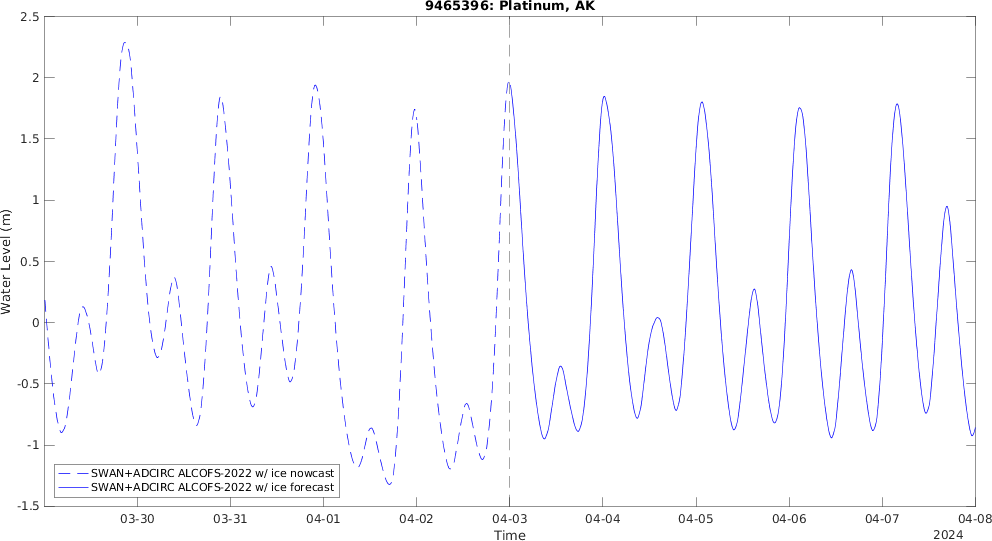 9465396: Platinum, AK
2.5
2
1.5
1
0.5
0
-0.5
-1
-1.5
Water Level (m)
SWAN+ADCIRC ALCOFS-2022 w/ ice nowcast
SWAN+ADCIRC ALCOFS-2022 w/ ice forecast
03-30 03-31 04-01 04-02 04-03 04-04 04-05 04-06 04-07 04-08
Time
2024